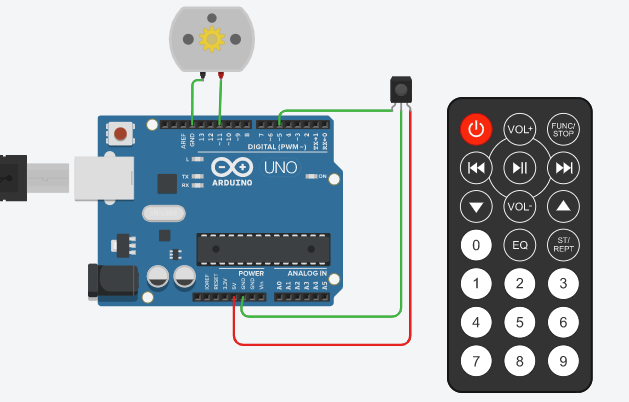 AREF
GND
13
12
~11
~10
~9
8
7
~6
~5
4
~3
2
TX→1
RX←0
DIGITAL (PWM~)
L
TX
RX
ARDUINO
UNO
ON
POWER
ANALOG IN
IOREF
RESET
3.3V
5V
GND
GND
Vin
A0
A1
A2
A3
A4
A5
VOL+
FUNC/
STOP
VOL-
0
EQ
ST/
REPT
1
2
3
4
5
6
7
8
9